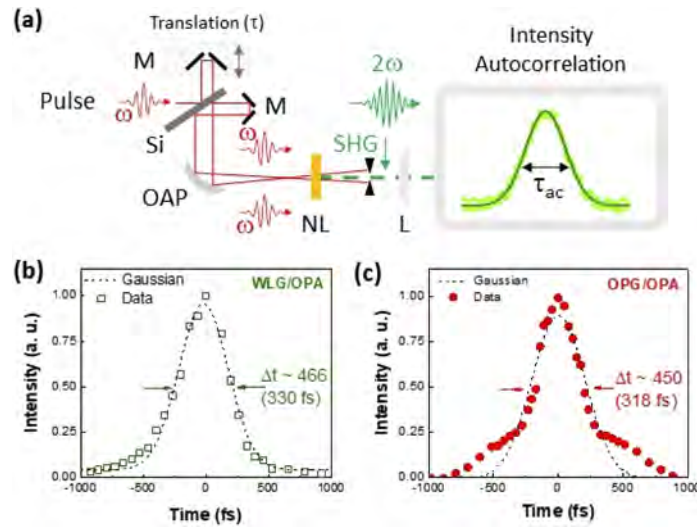 (a)
Translation (τ)
Intensity
Autocorrelation
M
2ω
Pulse
M
ω
Si
ω
SHG
τac
OAP
ω
NL
L
(b)
Gaussian
Data
WLG/OPA
Intensity (a. u.)
1.00
0.75
0.50
0.25
0.00
Δt ~ 466
(330 fs)
-1000
-500
0
500
1000
Time (fs)
(c)
Gaussian
Data
OPG/OPA
Intensity (a. u.)
1.00
0.75
0.50
0.25
0.00
Δt ~ 450
(318 fs)
-1000
-500
0
500
1000
Time (fs)